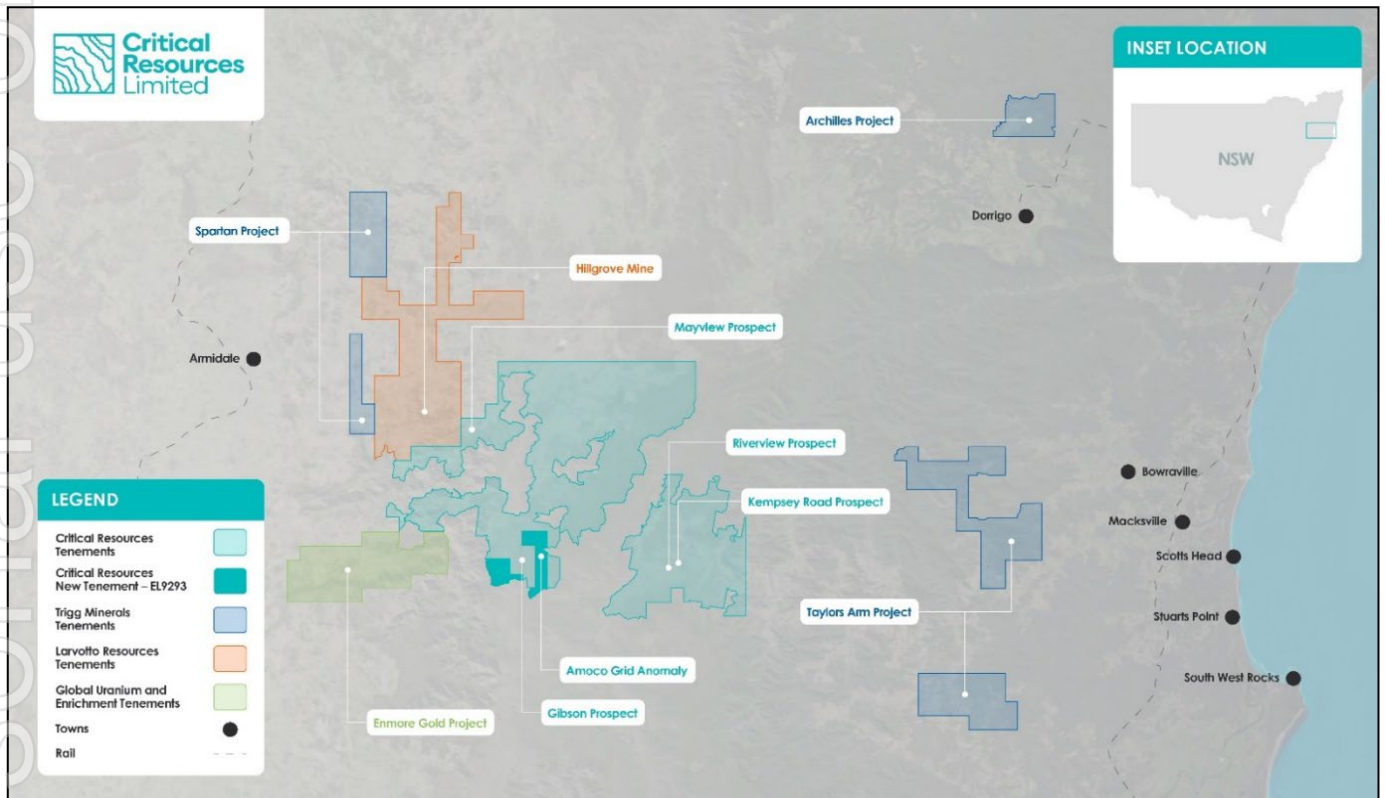 Critical
Resources
Limited
INSET LOCATION
NSW
Archilles Project
Dorrigo
Spartan Project
Hillgrove Mine
Mayview Prospect
Armidale
Riverview Prospect
Kempsey Road Prospect
Bowraville
Macksville
Scotts Head
Taylors Arm Project
Stuarts Point
Amoco Grid Anomaly
South West Rocks
Gibson Prospect
Enmore Gold Project
LEGEND
Critical Resources
Tenements
Critical Resources
New Tenement – EL9293
Trigg Minerals
Tenements
Larvotto Resources
Tenements
Global Uranium and
Enrichment Tenements
Towns
Rail